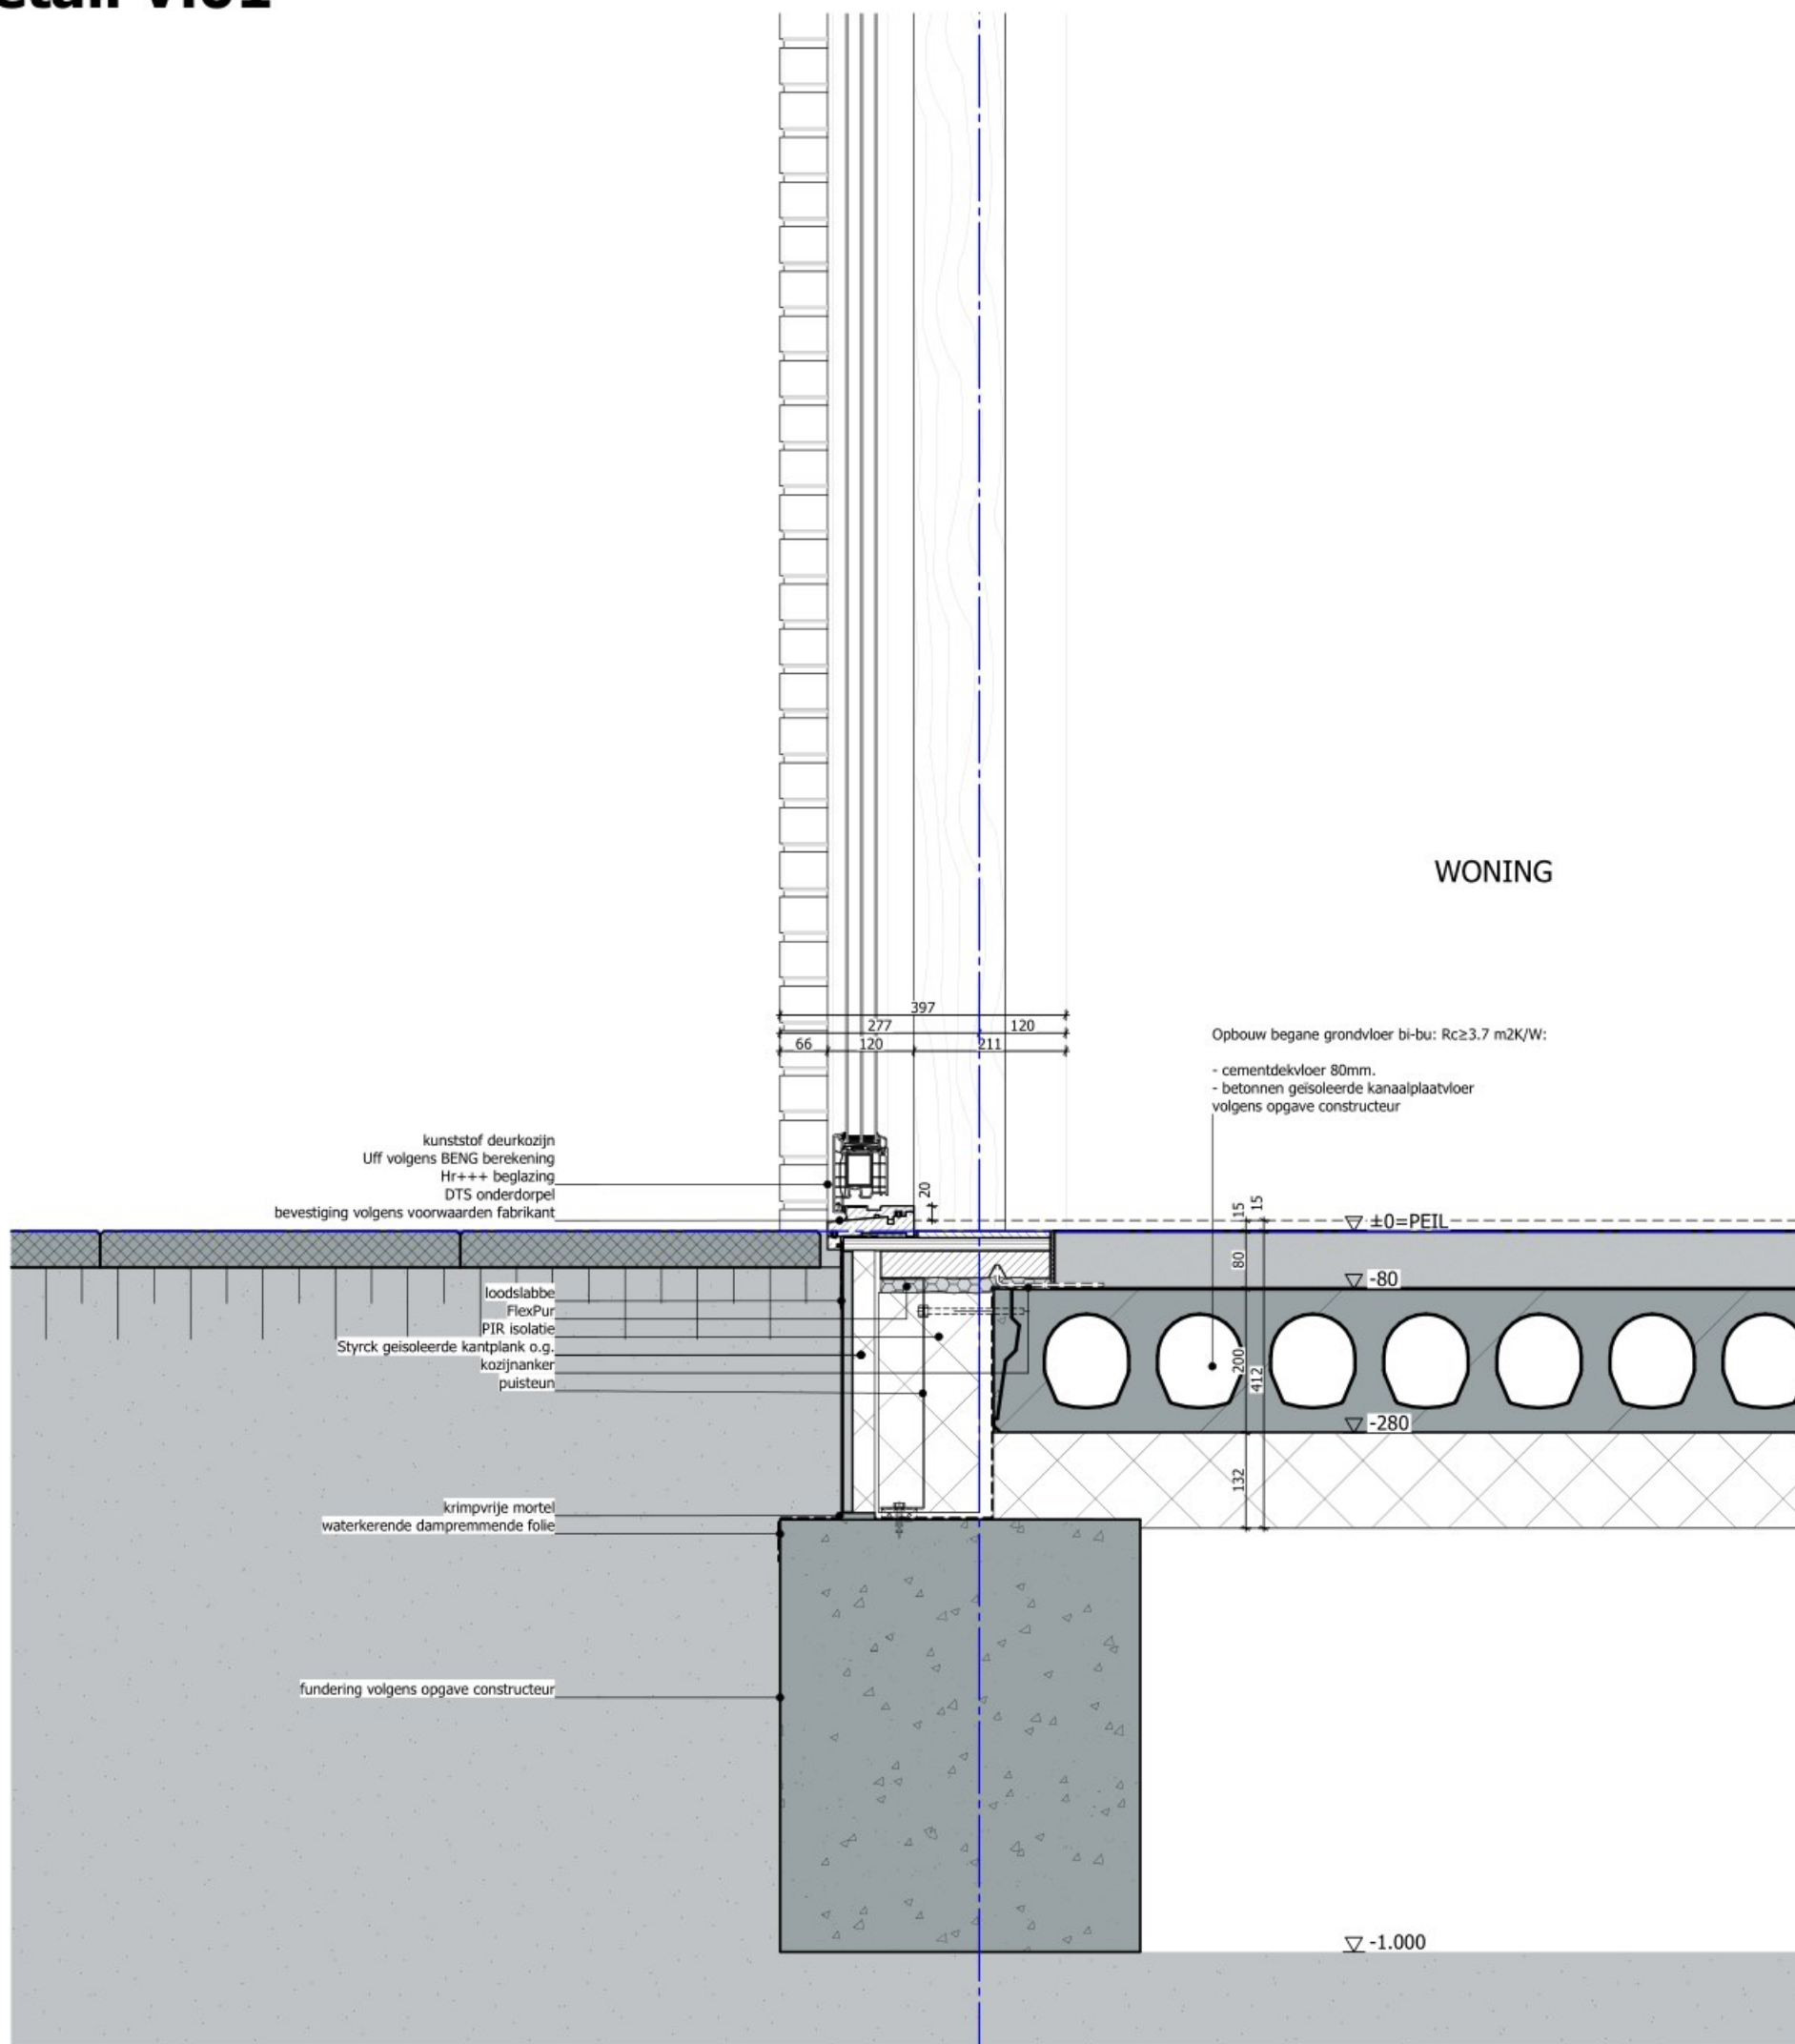 397
277
120
66
120
211
WONING
Opbouw begane grondvloer bi-bu: Rc≥3.7 m2K/W:
- cementdekvloer 80mm.
- betonnen geïsoleerde kanaalplaatvloer
volgens opgave constructeur
kunststof deurkozijn
Uff volgens BENG berekening
Hr+++ beglazing
DTS onderdorpel
bevestiging volgens voorwaarden fabrikant
20
15
15
±0=PEIL
80
-80
loodslabbe
FlexPur
PIR isolatie
Styrck geisoleerde kantplank o.g.
kozijnanker
puisteun
200
412
-280
132
krimpvrije mortel
waterkerende dampremmende folie
fundering volgens opgave constructeur
-1.000